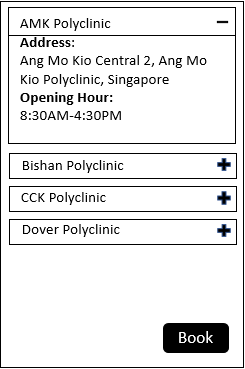 AMK Polyclinic
Address:
Ang Mo Kio Central 2, Ang Mo
Kio Polyclinic, Singapore
Opening Hour:
8:30AM-4:30PM
Bishan Polyclinic
CCK Polyclinic
Dover Polyclinic
Book